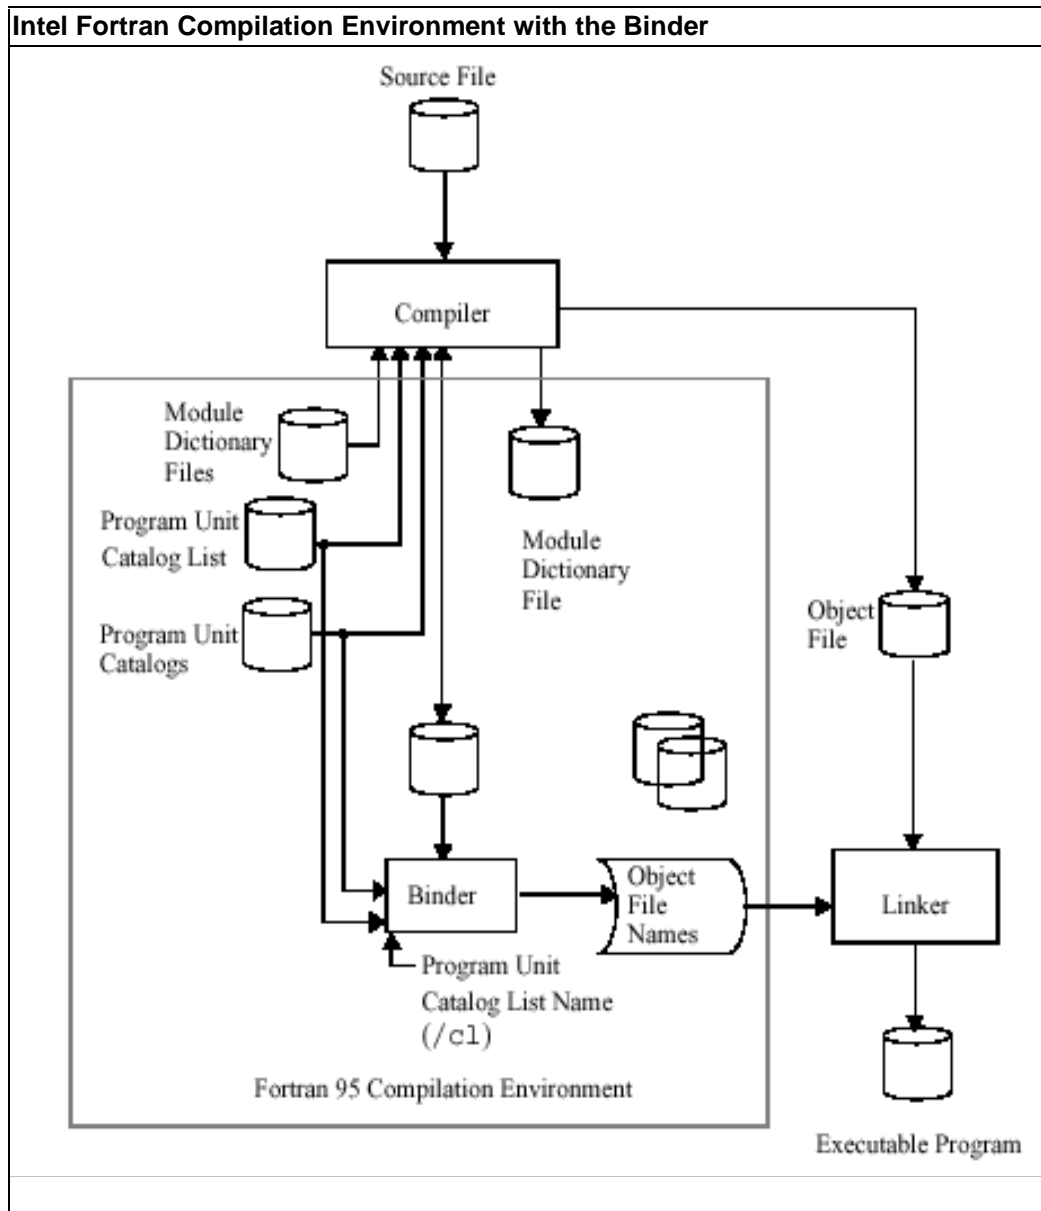 Intel Fortran Compilation Environment with the Binder
Source File
Compiler
Module
Dictionary
Files
Program Unit
Catalog List
Program Unit
Catalogs
Module
Dictionary
File
Object
File
Binder
Object
File
Names
Linker
Program Unit
Catalog List Name
(/cl)
Fortran 95 Compilation Environment
Executable Program